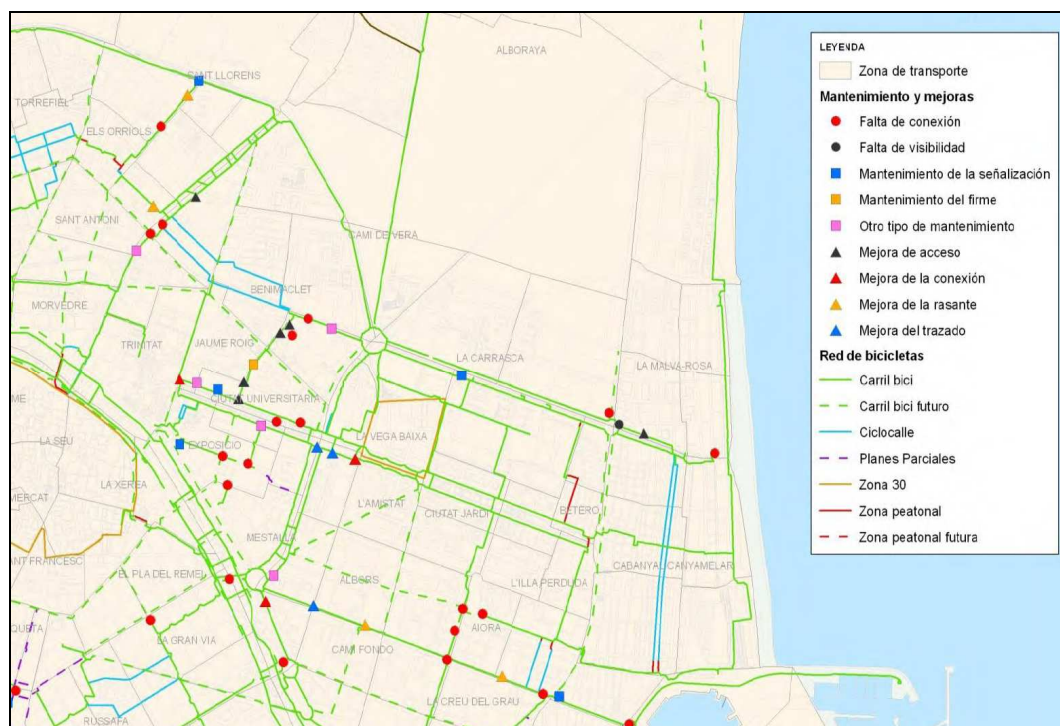 ALBORAYA
SANT LLORENS
TORREFIEL
ELS ORRIOLS
SANT ANTONI
CAMI DE VERA
BENIMACLET
MORVEDRE
TRINITAT
JAUME ROIG
LA CARRASCA
LA MALVA-ROSA
CIUTAT UNIVERSITARIA
LA SEU
EXPOSICIO
LA VEGA BAIXA
LA XEREA
MERCAT
L'AMISTAT
CIUTAT JARDI
BETERO
MESTALLA
ANT FRANCESC
EL PLA DEL REMEI
ALBORS
L'ILLA PERDUDA
CABANYAL CANYAMELAR
LA GRAN VIA
AIORA
CAMI FONDO
LA CREU DEL GRAU
RUSSAFA
LEYENDA
Zona de transporte
Mantenimiento y mejoras
Falta de conexión
Falta de visibilidad
Mantenimiento de la señalización
Mantenimiento del firme
Otro tipo de mantenimiento
Mejora de acceso
Mejora de la conexión
Mejora de la rasante
Mejora del trazado
Red de bicicletas
Carril bici
Carril bici futuro
Ciclocalle
Planes Parciales
Zona 30
Zona peatonal
Zona peatonal futura